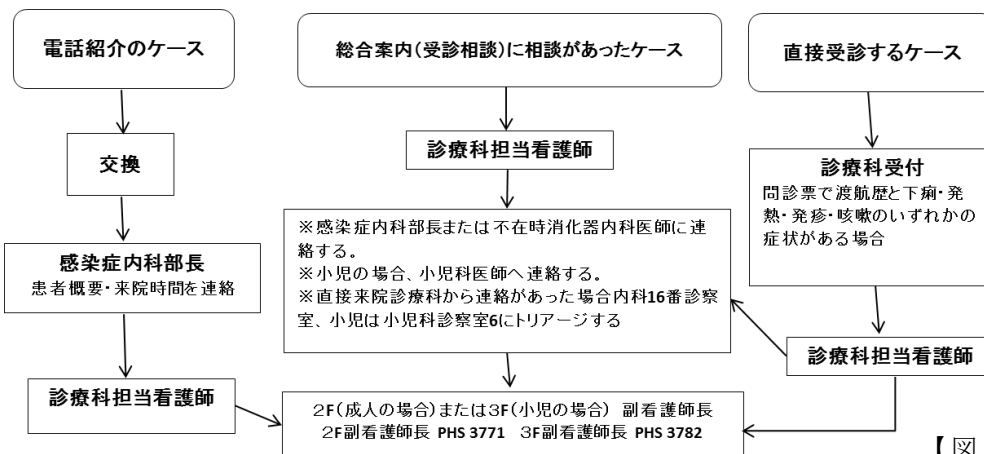 電話紹介のケース
交換
感染症内科部長
患者概要・来院時間を連絡
診療科担当看護師
総合案内(受診相談)に相談があったケース
診療科担当看護師
※感染症内科部長または不在時消化器内科医師に連
絡する。
※小児の場合、小児科医師へ連絡する。
※直接来院診療科から連絡があった場合内科16番診察
室、小児は小児科診察室6にトリアージする
直接受診するケース
診療科受付
問診票で渡航歴と下痢・発
熱・発疹・咳嗽のいずれかの
症状がある場合
診療科担当看護師
2F(成人の場合)または3F(小児の場合) 副看護師長
2F副看護師長 PHS 3771 3F副看護師長 PHS 3782
【図